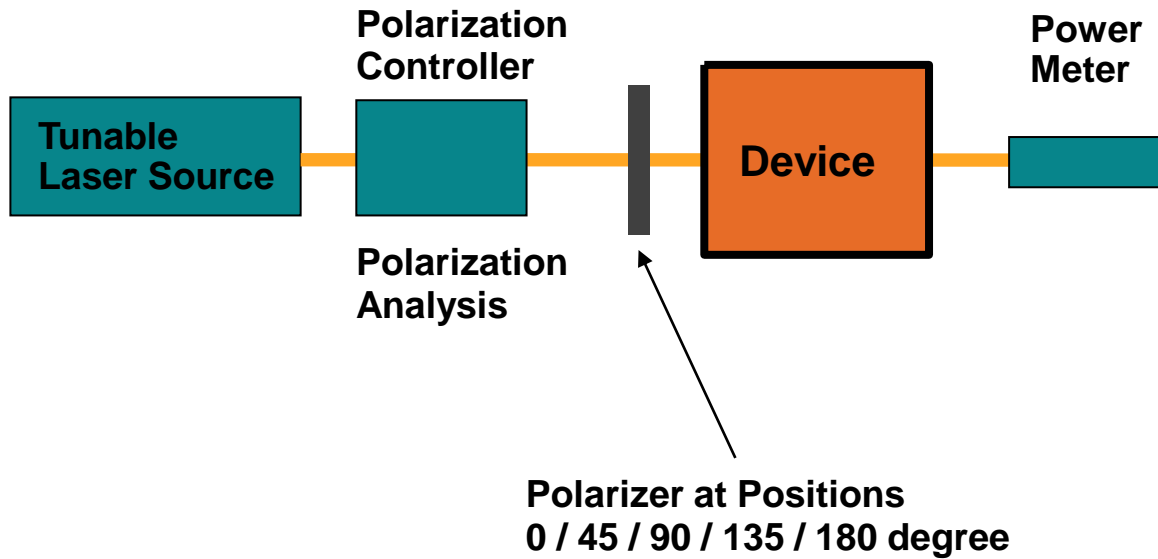 Polarization
Controller
Power
Meter
Tunable
Laser Source
Device
Polarization
Analysis
Polarizer at Positions
0 / 45 / 90 / 135 / 180 degree